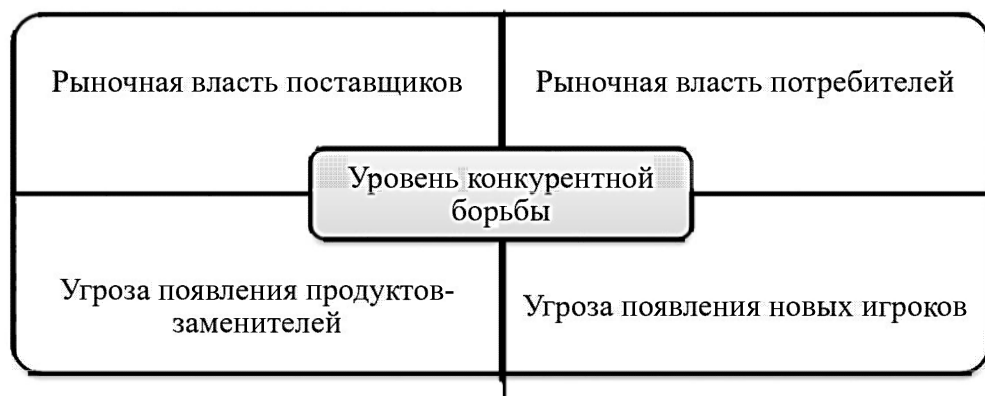 Рыночная власть поставщиков
Рыночная власть потребителей
Уровень конкурентной
борьбы
Угроза появления продуктов-
заменителей
Угроза появления новых игроков